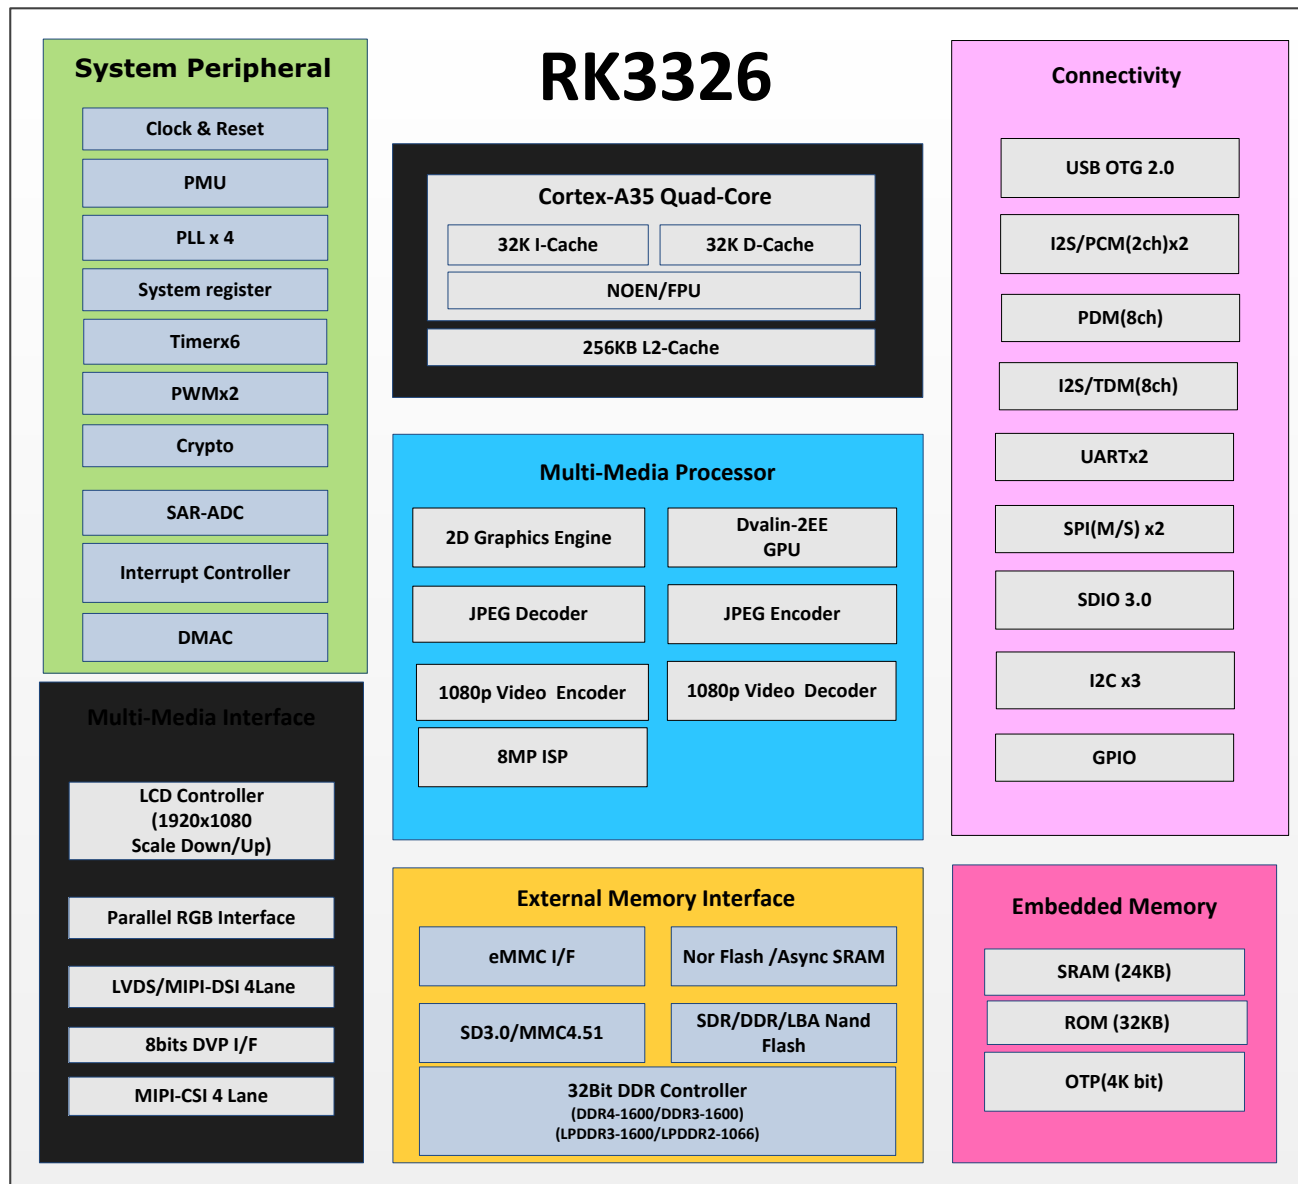 RK3326
System Peripheral
Clock & Reset
PMU
PLL x 4
System register
Timerx6
PWMx2
Crypto
SAR-ADC
Interrupt Controller
DMAC
Multi-Media Interface
LCD Controller
(1920x1080
Scale Down/Up)
Parallel RGB Interface
LVDS/MIPI-DSI 4Lane
8bits DVP I/F
MIPI-CSI 4 Lane
Cortex-A35 Quad-Core
32K I-Cache
32K D-Cache
NOEN/FPU
256KB L2-Cache
Multi-Media Processor
2D Graphics Engine
Dvalin-2EE
GPU
JPEG Decoder
JPEG Encoder
1080p Video  Encoder
1080p Video  Decoder
8MP ISP
External Memory Interface
eMMC I/F
Nor Flash /Async SRAM
SD3.0/MMC4.51
SDR/DDR/LBA Nand
Flash
32Bit DDR Controller
(DDR4-1600/DDR3-1600)
(LPDDR3-1600/LPDDR2-1066)
Connectivity
USB OTG 2.0
I2S/PCM(2ch)x2
PDM(8ch)
I2S/TDM(8ch)
UARTx2
SPI(M/S) x2
SDIO 3.0
I2C x3
GPIO
Embedded Memory
SRAM (24KB)
ROM (32KB)
OTP(4K bit)